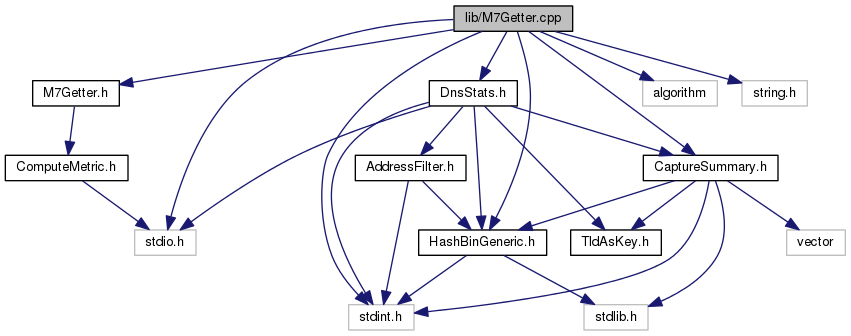 lib/M7Getter.cpp
M7Getter.h
DnsStats.h
algorithm
string.h
ComputeMetric.h
AddressFilter.h
CaptureSummary.h
stdio.h
HashBinGeneric.h
TldAsKey.h
vector
stdint.h
stdlib.h